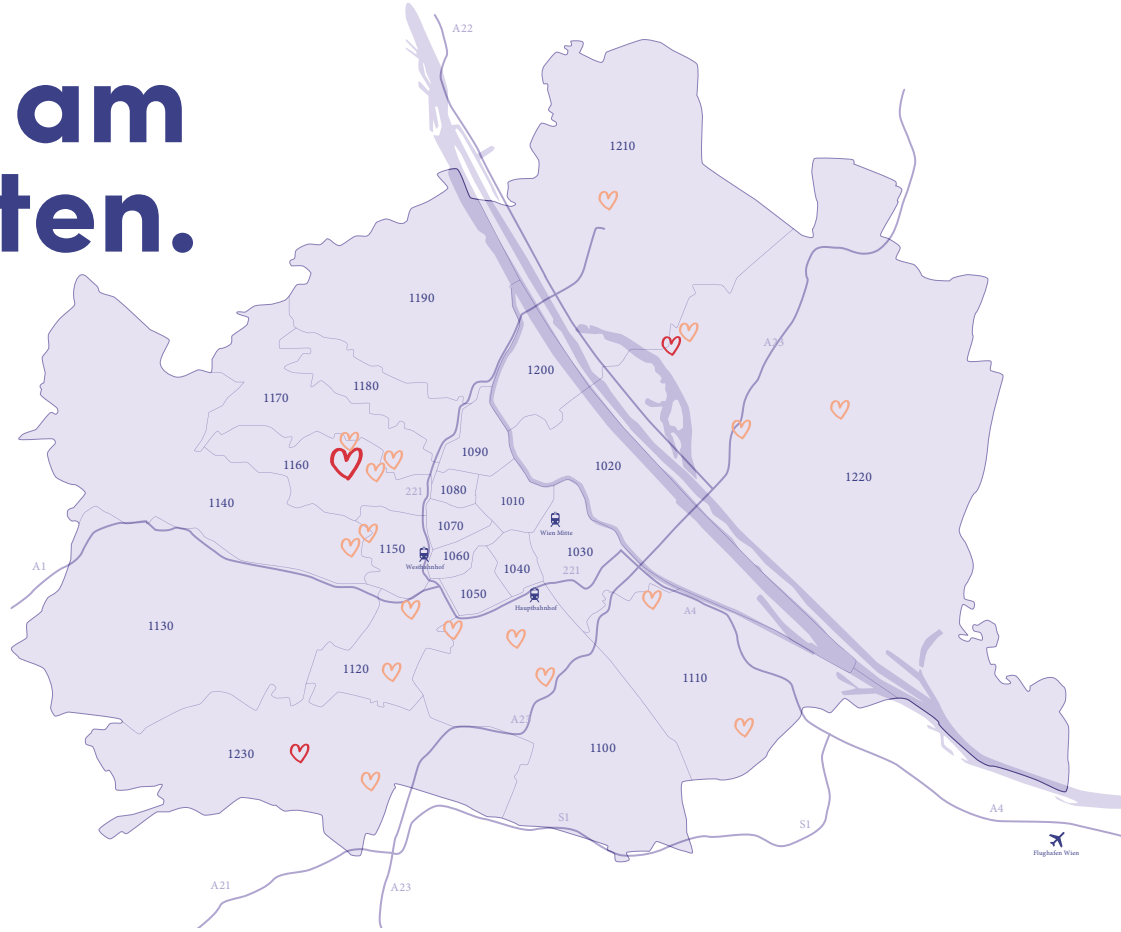 am
ten.
A22
1210
1190
A23
1200
1180
1170
1220
1090
1160
1020
221
1080
1010
1140
1070
Wien Mitte
1150
1060
1030
Westbahnhof
A1
1040
221
1050
Hauptbahnhof
A4
1130
1120
1110
A23
1230
1100
S1
S1
A4
Flughafen Wien
A21
A23